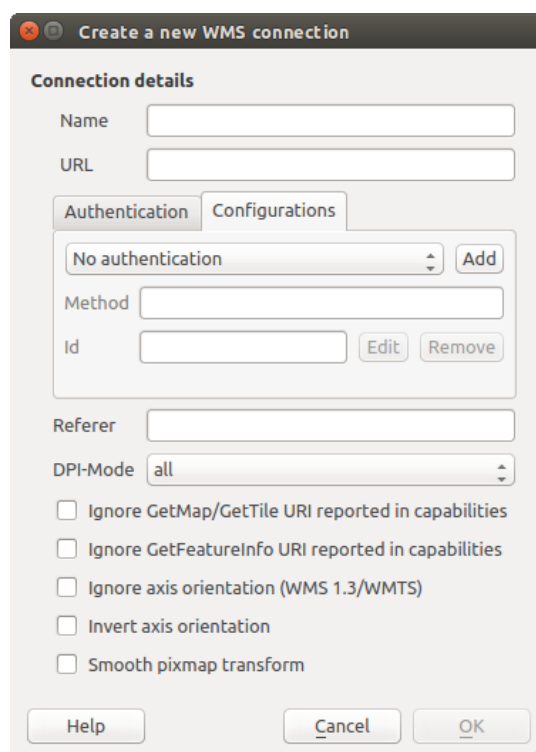 Create a new WMS connection
Connection details
Name
URL
Authentication Configurations
No authentication Add
Method
Id Edit Remove
Referer
DPI-Mode all
Ignore GetMap/GetTile URI reported in capabilities
Ignore GetFeatureInfo URI reported in capabilities
Ignore axis orientation (WMS 1.3/WMTS)
Invert axis orientation
Smooth pixmap transform
Help Cancel OK